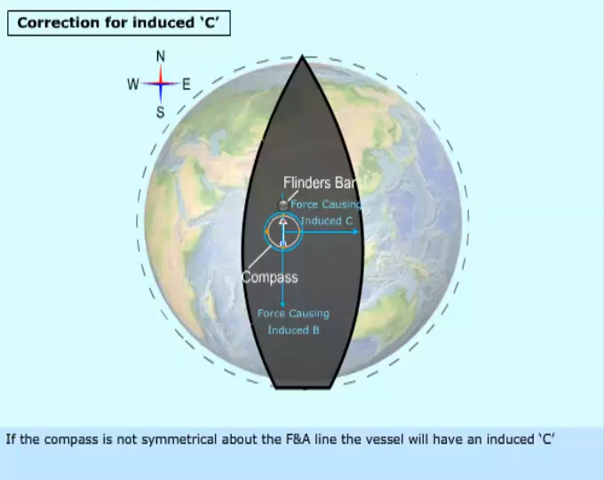 Correction for induced ‘C’
N
W E
S
Flinders Bar
Force Causing
Induced C
Compass
Force Causing
Induced B
If the compass is not symmetrical about the F&A line the vessel will have an induced ‘C’